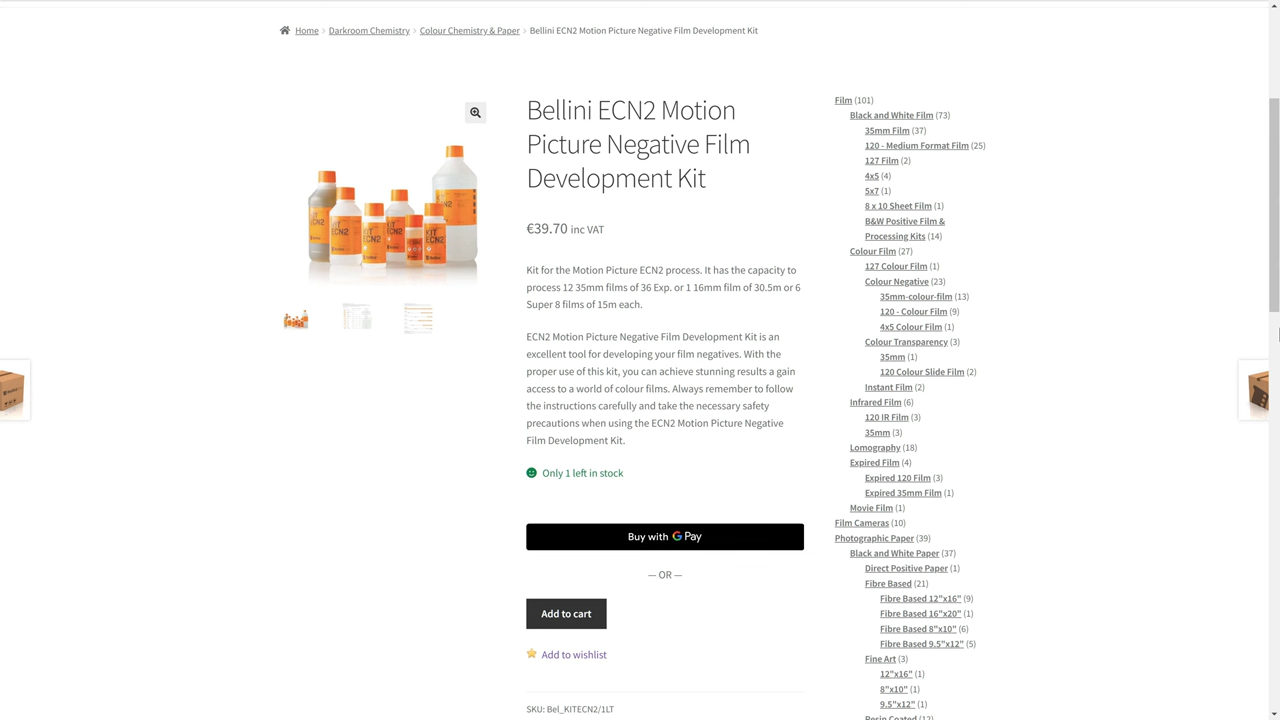 Home > Darkroom Chemistry > Colour Chemistry & Paper > Bellini ECN2 Motion Picture Negative Film Development Kit
KIT ECN2
KIT ECN2
KIT ECN2
Bellini ECN2 Motion
Picture Negative Film
Development Kit
€39.70 inc VAT
Kit for the Motion Picture ECN2 process. It has the capacity to
process 12 35mm films of 36 Exp. or 1 16mm film of 30.5m or 6
Super 8 films of 15m each.
ECN2 Motion Picture Negative Film Development Kit is an
excellent tool for developing your film negatives. With the
proper use of this kit, you can achieve stunning results a gain
access to a world of colour films. Always remember to follow
the instructions carefully and take the necessary safety
precautions when using the ECN2 Motion Picture Negative
Film Development Kit.
Only 1 left in stock
Buy with G Pay
— OR —
Add to cart
Add to wishlist
SKU: Bel_KITECN2/1LT
Film (101)
Black and White Film (73)
35mm Film (37)
120 - Medium Format Film (25)
127 Film (2)
4x5 (4)
5x7 (1)
8 x 10 Sheet Film (1)
B&W Positive Film &
Processing Kits (14)
Colour Film (27)
127 Colour Film (1)
Colour Negative (23)
35mm-colour-film (13)
120 - Colour Film (9)
4x5 Colour Film (1)
Colour Transparency (3)
35mm (1)
120 Colour Slide Film (2)
Instant Film (2)
Infrared Film (6)
120 IR Film (3)
35mm (3)
Lomography (18)
Expired Film (4)
Expired 120 Film (3)
Expired 35mm Film (1)
Movie Film (1)
Film Cameras (10)
Photographic Paper (39)
Black and White Paper (37)
Direct Positive Paper (1)
Fibre Based (21)
Fibre Based 12"x16" (9)
Fibre Based 16"x20" (1)
Fibre Based 8"x10" (6)
Fibre Based 9.5"x12" (5)
Fine Art (3)
12"x16" (1)
8"x10" (1)
9.5"x12" (1)
Resin Coated (12)